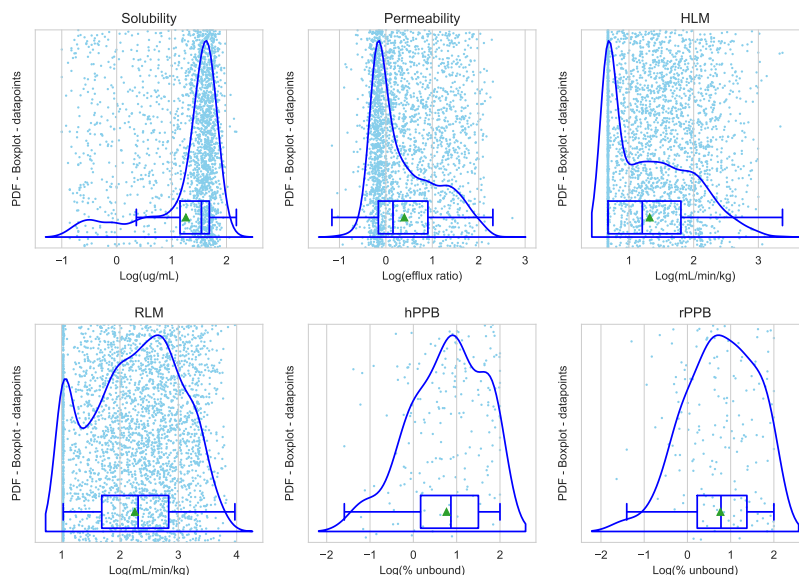 Solubility
PDF - Boxplot - datapoints
−1 0 1 2
Log(ug/mL)
Permeability
PDF - Boxplot - datapoints
−1 0 1 2 3
Log(efflux ratio)
HLM
PDF - Boxplot - datapoints
1 2 3
Log(mL/min/kg)
RLM
PDF - Boxplot - datapoints
1 2 3 4
Log(mL/min/kg)
hPPB
PDF - Boxplot - datapoints
−2 −1 0 1 2
Log(% unbound)
rPPB
PDF - Boxplot - datapoints
−2 −1 0 1 2
Log(% unbound)